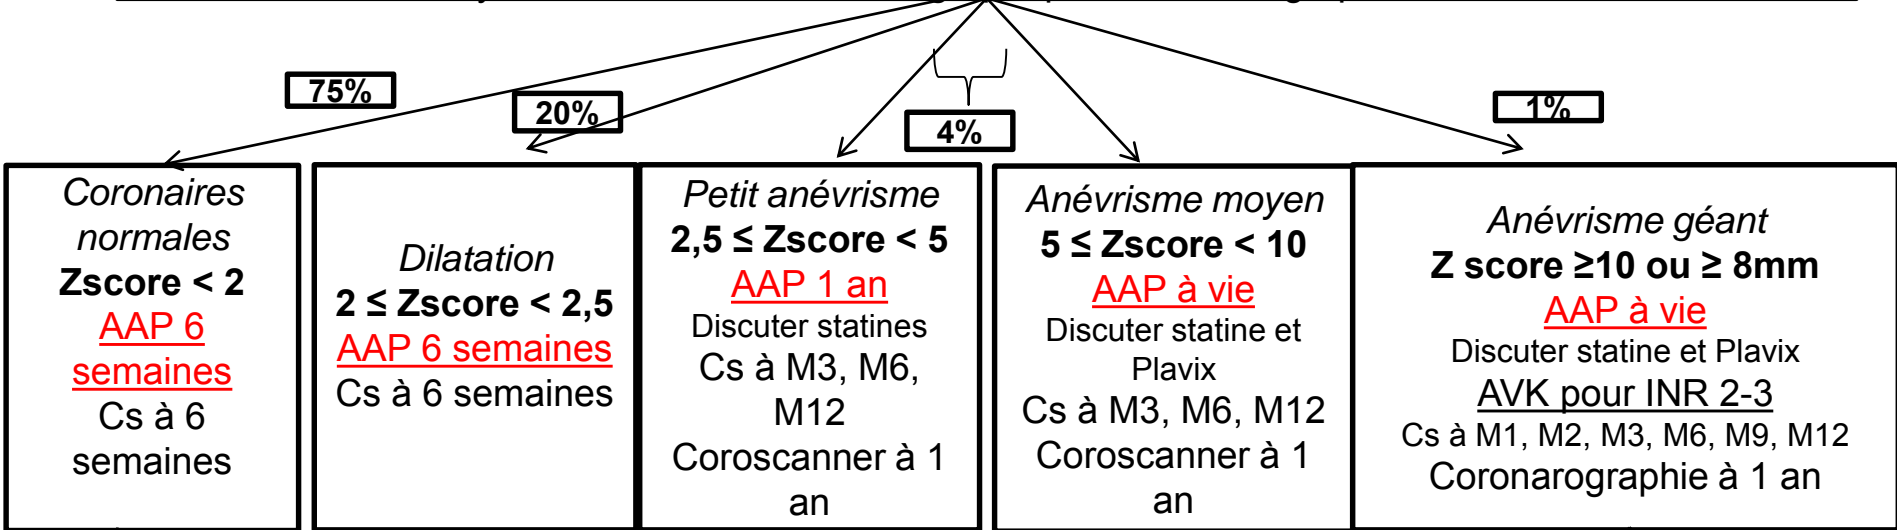 75%
20%
4%
1%
Coronaires
normales
Zscore < 2
AAP 6
semaines
Cs à 6
semaines
Dilatation
2 ≤ Zscore < 2,5
AAP 6 semaines
Cs à 6 semaines
Petit anévrisme
2,5 ≤ Zscore < 5
AAP 1 an
Discuter statines
Cs à M3, M6,
M12
Coroscanner à 1
an
Anévrisme moyen
5 ≤ Zscore < 10
AAP à vie
Discuter statine et
Plavix
Cs à M3, M6, M12
Coroscanner à 1
an
Anévrisme géant
Z score ≥10 ou ≥ 8mm
AAP à vie
Discuter statine et Plavix
AVK pour INR 2-3
Cs à M1, M2, M3, M6, M9, M12
Coronarographie à 1 an